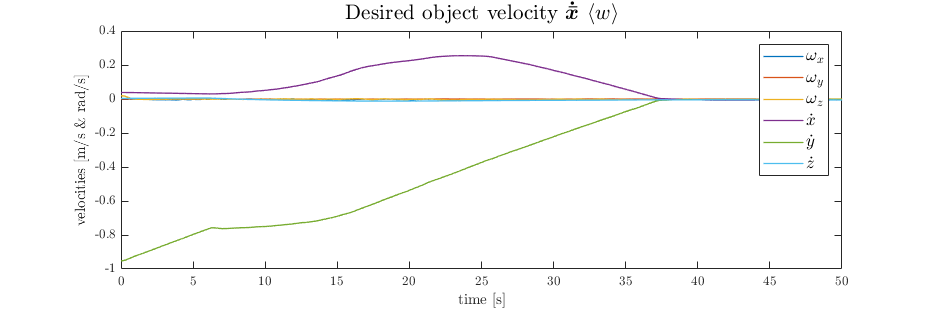 Desired object velocity ẋ̄ ⟨w⟩
velocities [m/s & rad/s]
0.4
0.2
0
-0.2
-0.4
-0.6
-0.8
-1
ωx
ωy
ωz
ẋ
ẏ
ż
0 5 10 15 20 25 30 35 40 45 50
time [s]